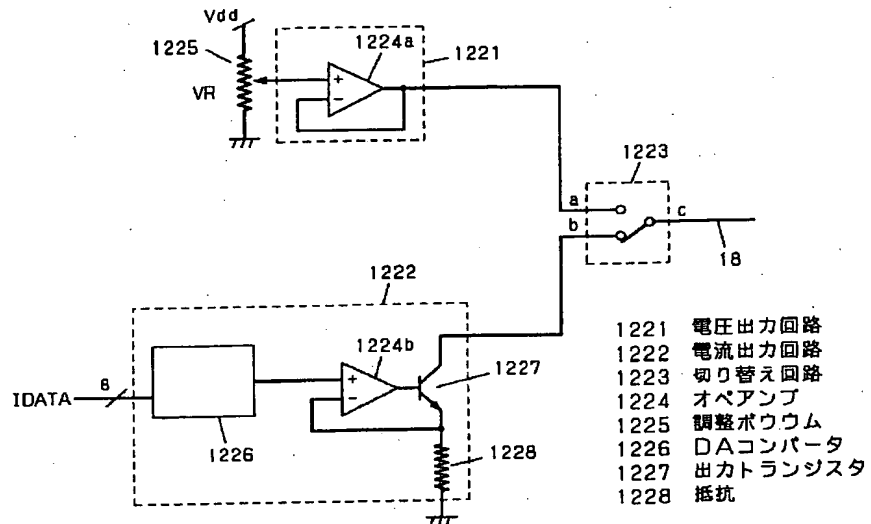 Vdd
1225
VR
1224a
1221
+
−
1223
a
b
c
18
1222
IDATA
8
1226
1224b
+
−
1227
1228
1221 電圧出力回路
1222 電流出力回路
1223 切り替え回路
1224 オペアンプ
1225 調整ボウウム
1226 DAコンバータ
1227 出力トランジスタ
1228 抵抗